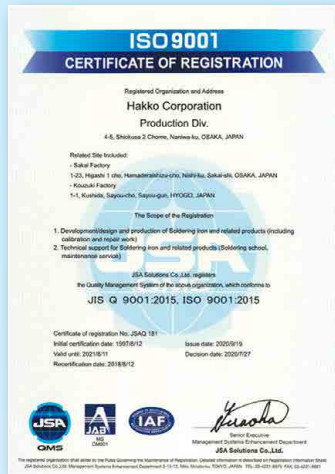 ISO9001
CERTIFICATE OF REGISTRATION
Registered Organization and Address
Hakko Corporation
Production Div.
4-5, Shiokusa 2 Chome, Naniwa-ku, OSAKA, JAPAN
Related Site Included:
- Sakai Factory
1-23, Higashi 1 cho, Hamaderaishizu-cho, Nishi-ku, Sakai-shi, OSAKA, JAPAN
- Kouzuki Factory
1-1, Kushida, Sayou-cho, Sayou-gun, HYOGO, JAPAN
The Scope of the Registration
1. Development/design and production of Soldering iron and related products (including
calibration and repair work)
2. Technical support for Soldering iron and related products (Soldering school,
maintenance service)
JSA Solutions Co.,Ltd. registers
the Quality Management System of the above organization, which conforms to
JIS Q 9001:2015, ISO 9001:2015
Certificate of registration No. JSAQ 181
Initial certification date: 1997/8/12
Issue date: 2020/9/19
Valid until: 2021/8/11
Decision date: 2020/7/27
Recertification date: 2018/8/12
JSA
QMS
JAB
MS
CM001
IAF
Senior Executive
Management Systems Enhancement Department
JSA Solutions Co.,Ltd.